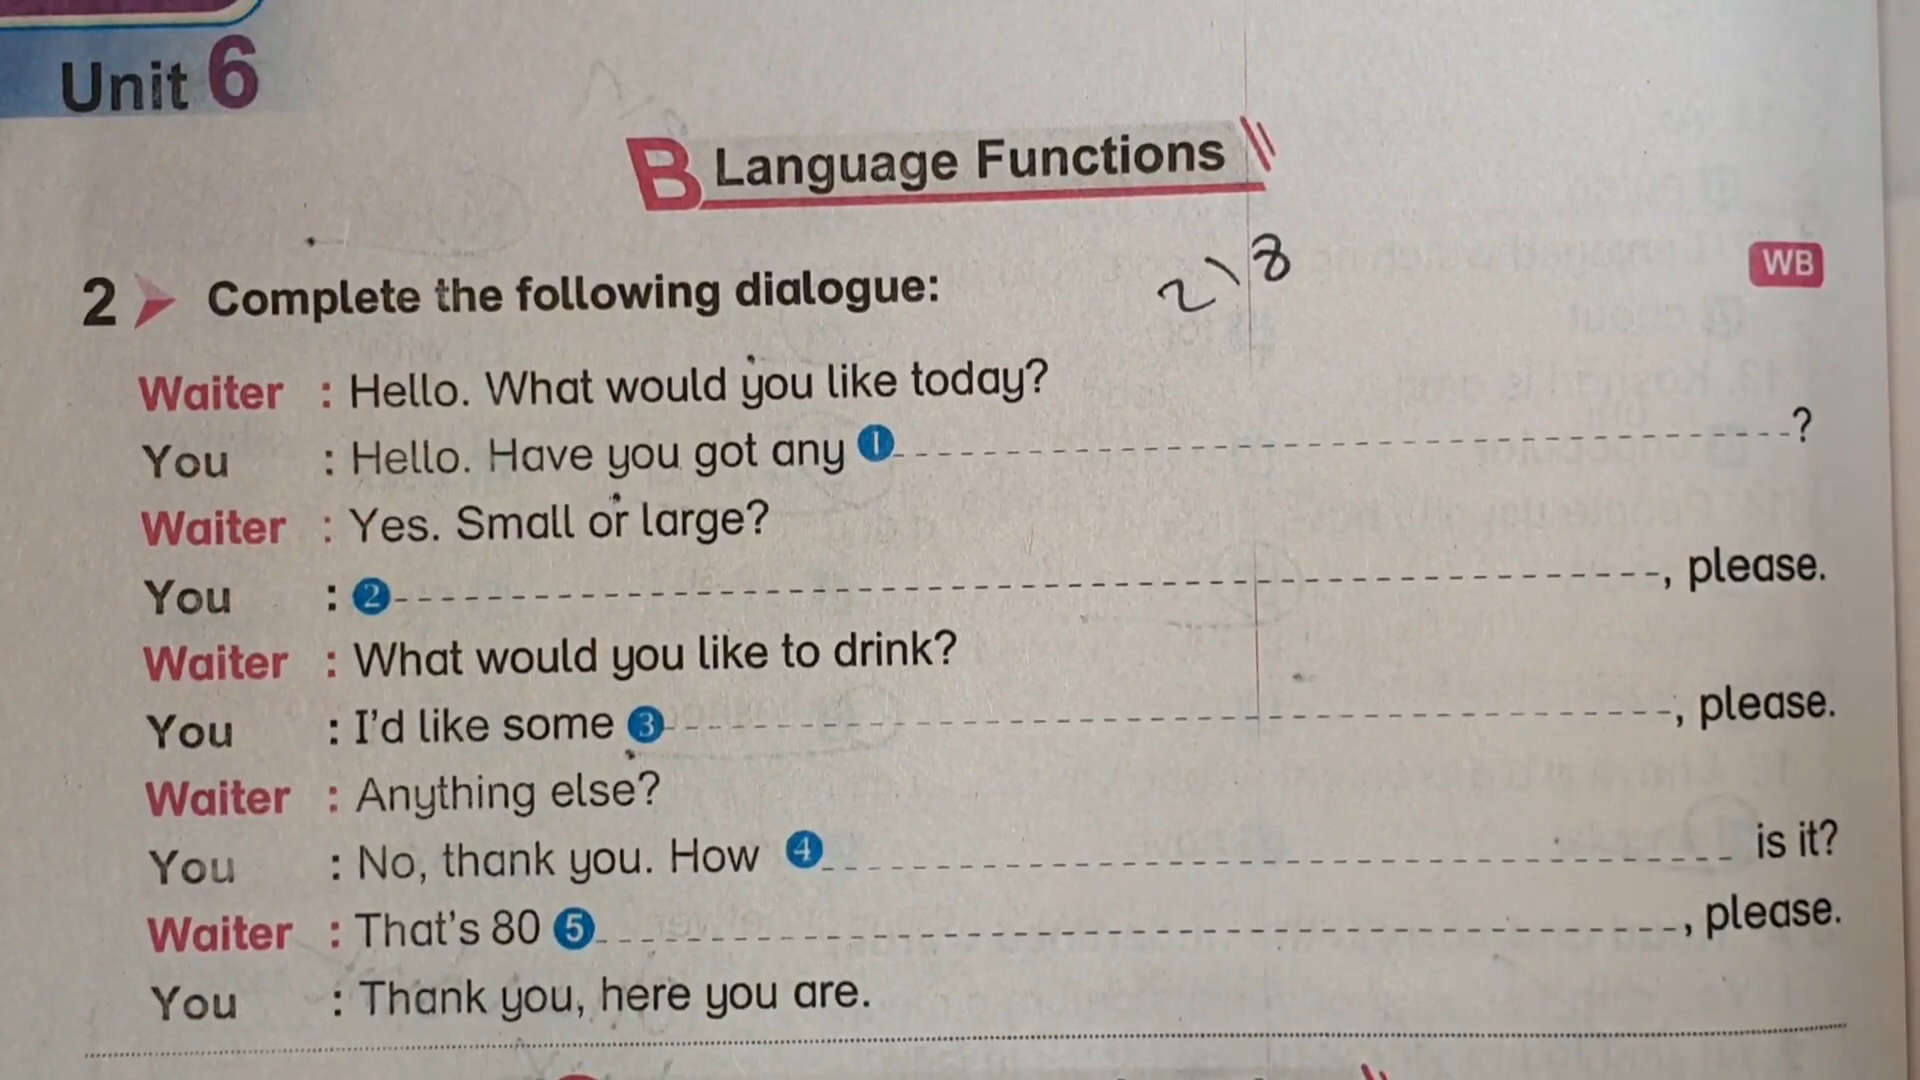 Unit 6
B Language Functions
2\8
2 Complete the following dialogue: WB
Waiter : Hello. What would you like today?
You : Hello. Have you got any 1 ?
Waiter : Yes. Small or large?
You : 2 , please.
Waiter : What would you like to drink?
You : I'd like some 3 , please.
Waiter : Anything else?
You : No, thank you. How 4 is it?
Waiter : That's 80 5 , please.
You : Thank you, here you are.